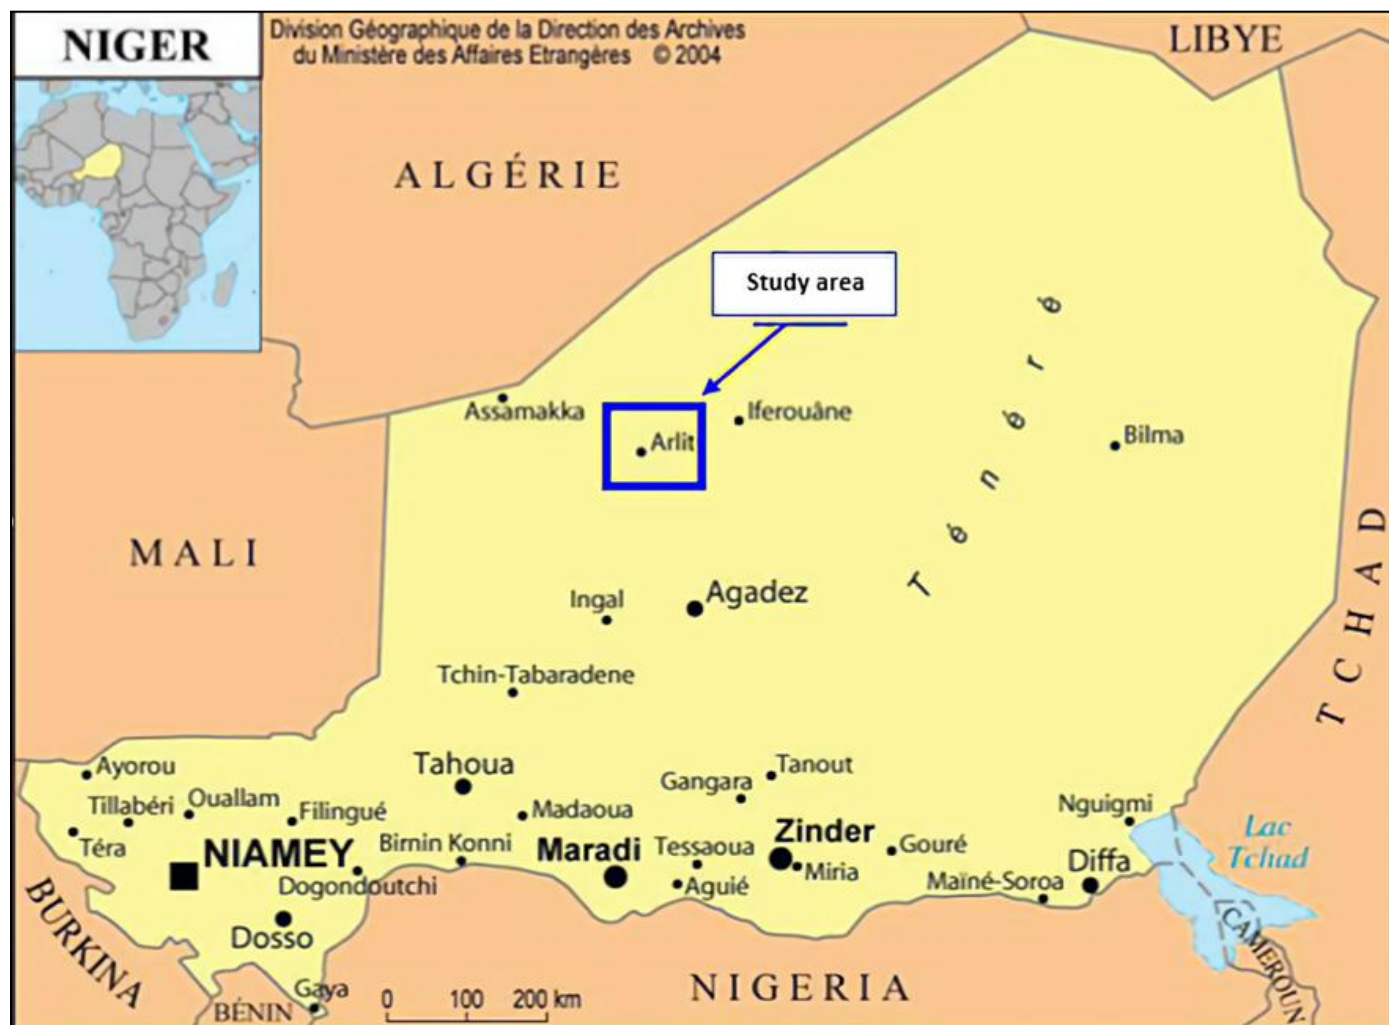 NIGER
Division Géographique de la Direction des Archives
du Ministère des Affaires Etrangères © 2004
LIBYE
ALGÉRIE
Study area
Ténéré
Assamakka
Iferouâne
Arlit
Bilma
MALI
TCHAD
Ingal
Agadez
Tchin-Tabaradene
Ayorou
Tahoua
Tanout
Gangara
Tillabéri
Ouallam
Filingué
Madaoua
Nguigmi
Téra
NIAMEY
Birnin Konni
Maradi
Tessaoua
Zinder
Gouré
Lac
Tchad
Dogondoutchi
Aguié
Miria
Maïné-Soroa
Diffa
BURKINA
Dosso
CAMEROUN
Gaya
BÉNIN
0 100 200 km
NIGERIA